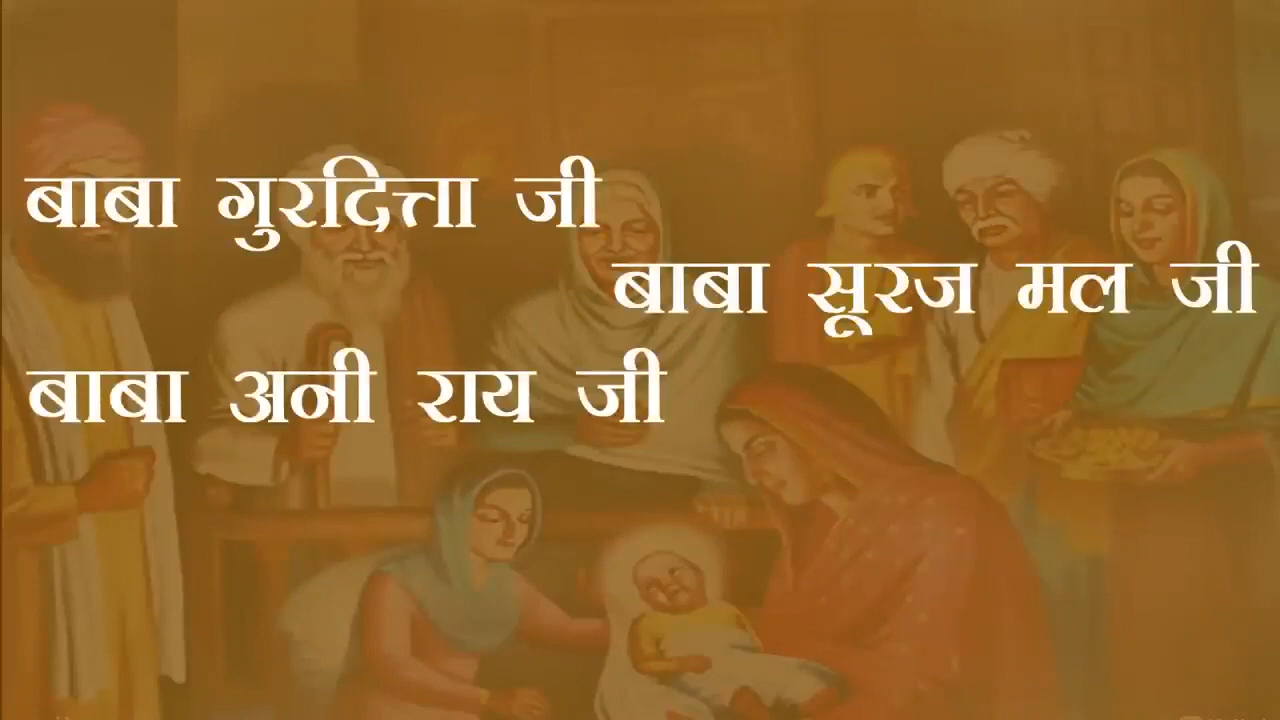 बाबा गुरदित्ता जी
बाबा सूरज मल जी
बाबा अनी राय जी